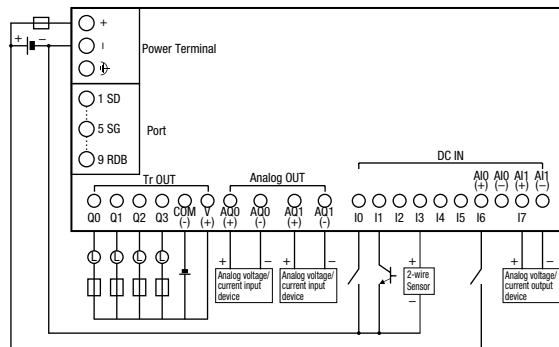 +
+ −
−
Power Terminal
1 SD
5 SG
Port
9 RDB
DC IN
Tr OUT
Analog OUT
AI0 (+)
AI0 (−)
AI1 (+)
AI1 (−)
Q0
Q1
Q2
Q3
COM (-)
V (+)
AQ0 (+)
AQ0 (-)
AQ1 (+)
AQ1 (-)
I0
I1
I2
I3
I4
I5
I6
I7
L
L
L
L
+ −
Analog voltage/
current input
device
+ −
Analog voltage/
current input
device
+
2-wire
Sensor
−
+ −
Analog voltage/
current output
device